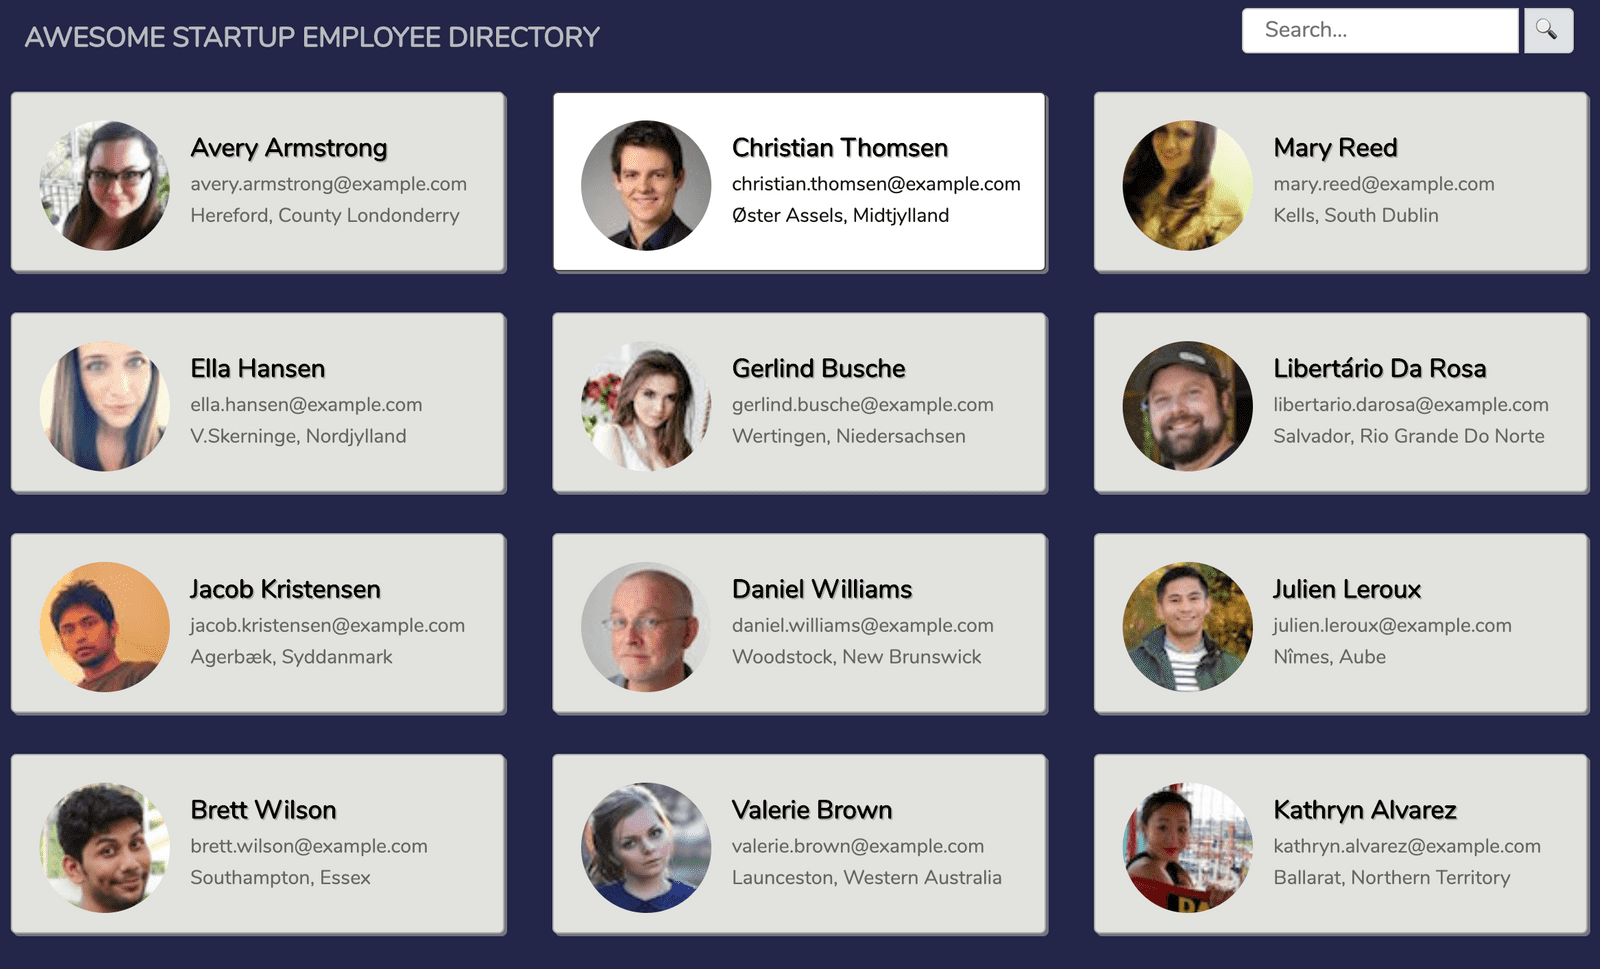 AWESOME STARTUP EMPLOYEE DIRECTORY
Search...
Avery Armstrong
avery.armstrong@example.com
Hereford, County Londonderry
Christian Thomsen
christian.thomsen@example.com
Øster Assels, Midtjylland
Mary Reed
mary.reed@example.com
Kells, South Dublin
Ella Hansen
ella.hansen@example.com
V.Skerninge, Nordjylland
Gerlind Busche
gerlind.busche@example.com
Wertingen, Niedersachsen
Libertário Da Rosa
libertario.darosa@example.com
Salvador, Rio Grande Do Norte
Jacob Kristensen
jacob.kristensen@example.com
Agerbæk, Syddanmark
Daniel Williams
daniel.williams@example.com
Woodstock, New Brunswick
Julien Leroux
julien.leroux@example.com
Nîmes, Aube
Brett Wilson
brett.wilson@example.com
Southampton, Essex
Valerie Brown
valerie.brown@example.com
Launceston, Western Australia
Kathryn Alvarez
kathryn.alvarez@example.com
Ballarat, Northern Territory